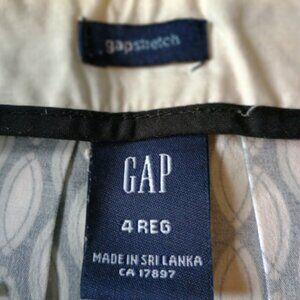 gapstretch
GAP
4 REG
MADE IN SRI LANKA
CA 17897